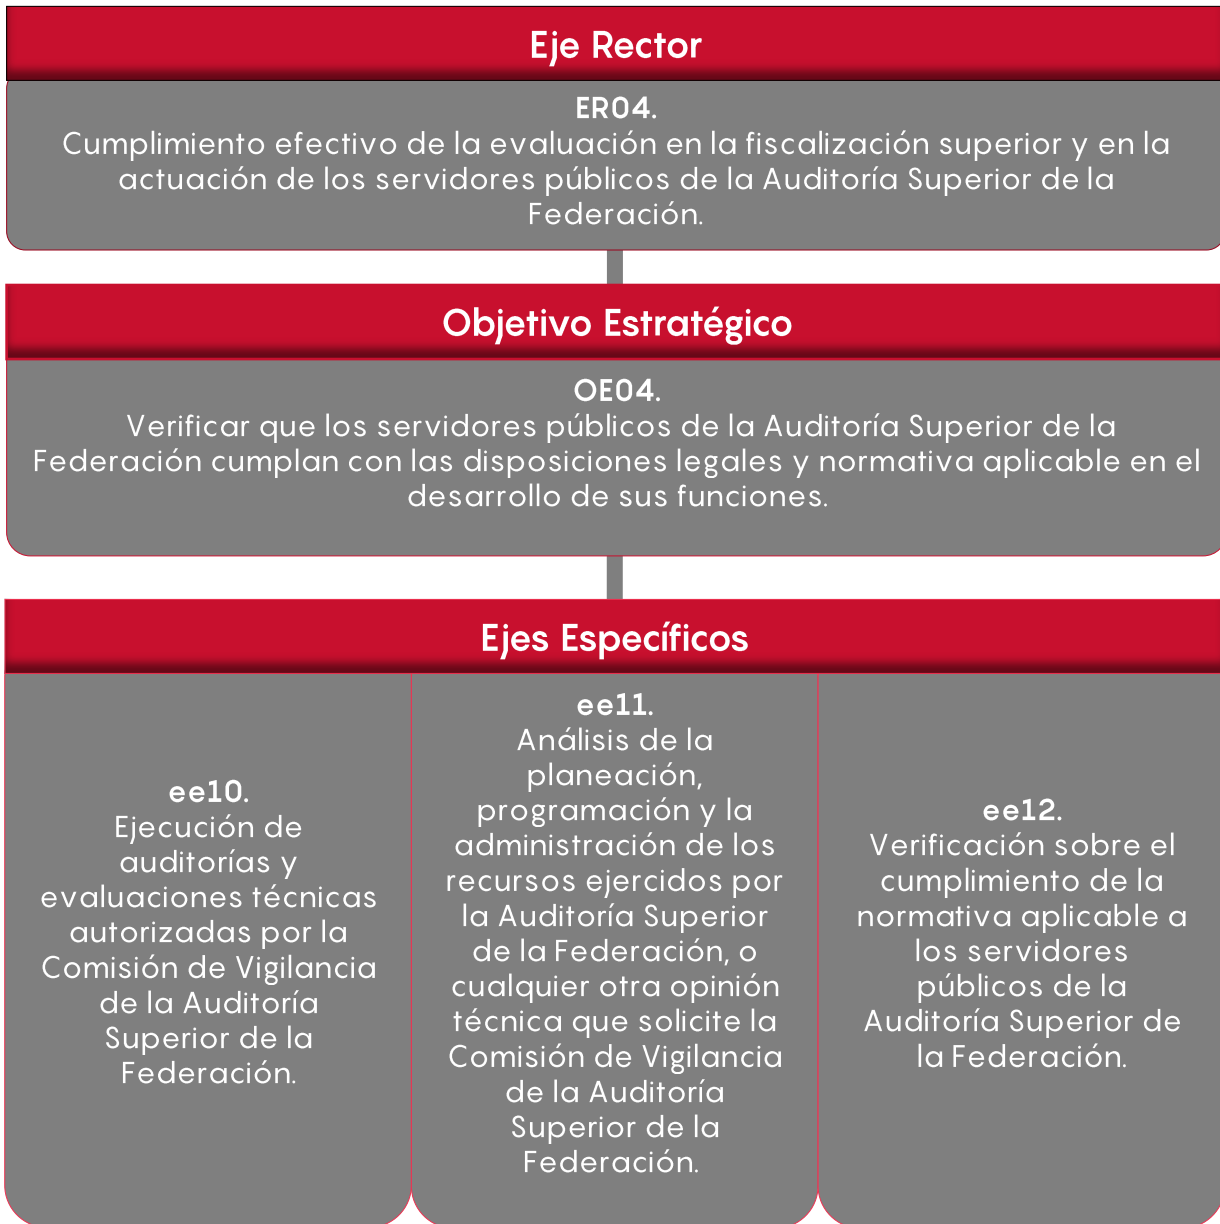 Eje Rector
ER04.
Cumplimiento efectivo de la evaluación en la fiscalización superior y en la
actuación de los servidores públicos de la Auditoría Superior de la
Federación.
Objetivo Estratégico
OE04.
Verificar que los servidores públicos de la Auditoría Superior de la
Federación cumplan con las disposiciones legales y normativa aplicable en el
desarrollo de sus funciones.
Ejes Específicos
ee10.
Ejecución de
auditorías y
evaluaciones técnicas
autorizadas por la
Comisión de Vigilancia
de la Auditoría
Superior de la
Federación.
ee11.
Análisis de la
planeación,
programación y la
administración de los
recursos ejercidos por
la Auditoría Superior
de la Federación, o
cualquier otra opinión
técnica que solicite la
Comisión de Vigilancia
de la Auditoría
Superior de la
Federación.
ee12.
Verificación sobre el
cumplimiento de la
normativa aplicable a
los servidores
públicos de la
Auditoría Superior de
la Federación.